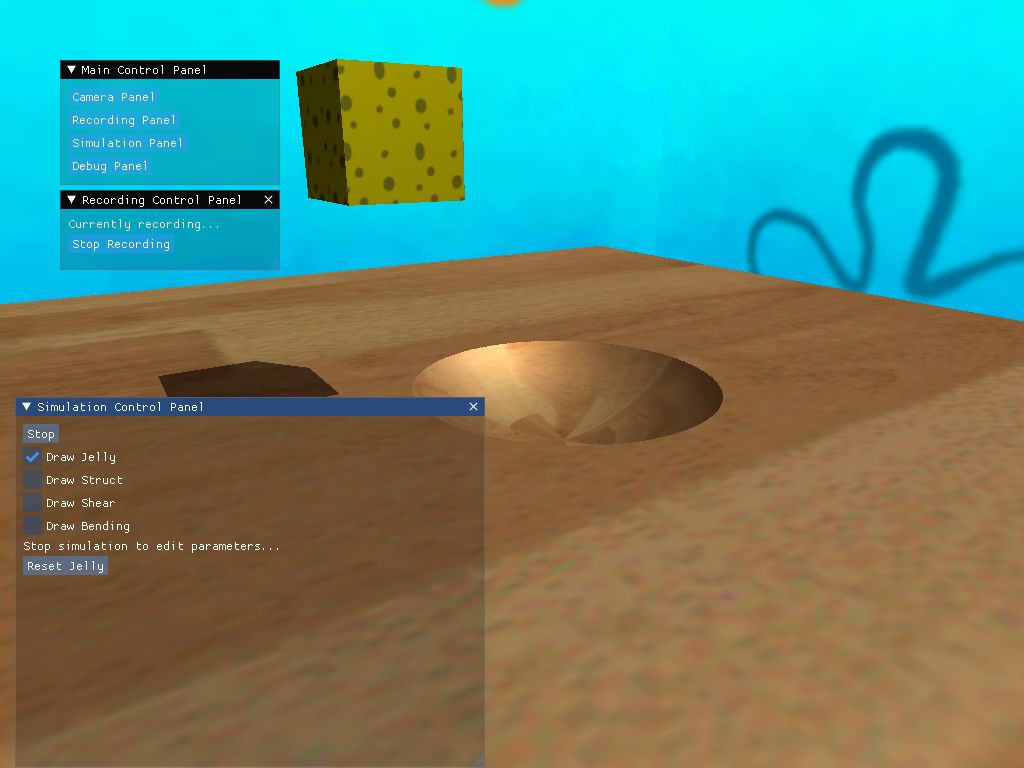 Main Control Panel
Camera Panel
Recording Panel
Simulation Panel
Debug Panel
Recording Control Panel
Currently recording...
Stop Recording
Simulation Control Panel
Stop
Draw Jelly
Draw Struct
Draw Shear
Draw Bending
Stop simulation to edit parameters...
Reset Jelly